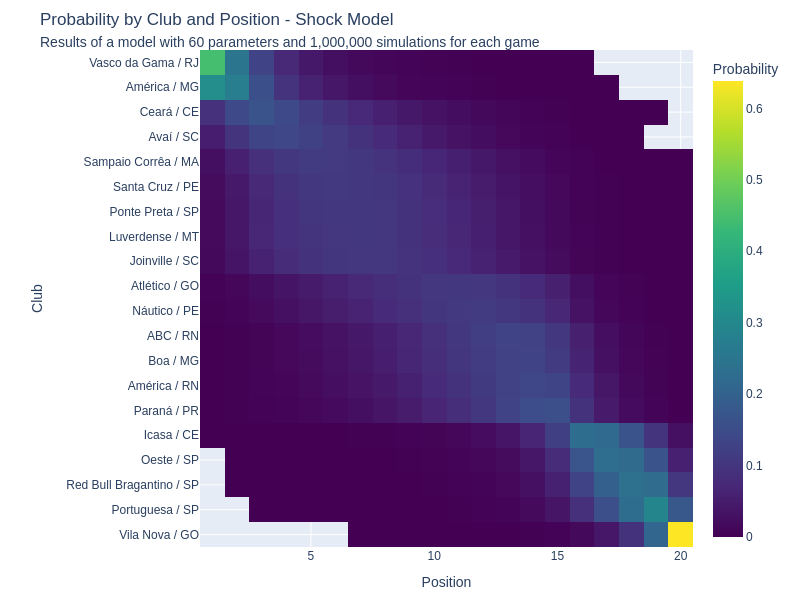 Probability by Club and Position - Shock Model
Results of a model with 60 parameters and 1,000,000 simulations for each game
Probability
Vasco da Gama / RJ
América / MG
Ceará / CE
Avaí / SC
Sampaio Corrêa / MA
Santa Cruz / PE
Ponte Preta / SP
Luverdense / MT
Joinville / SC
Atlético / GO
Náutico / PE
ABC / RN
Boa / MG
América / RN
Paraná / PR
Icasa / CE
Oeste / SP
Red Bull Bragantino / SP
Portuguesa / SP
Vila Nova / GO
Club
5
10
15
20
Position
0.6
0.5
0.4
0.3
0.2
0.1
0